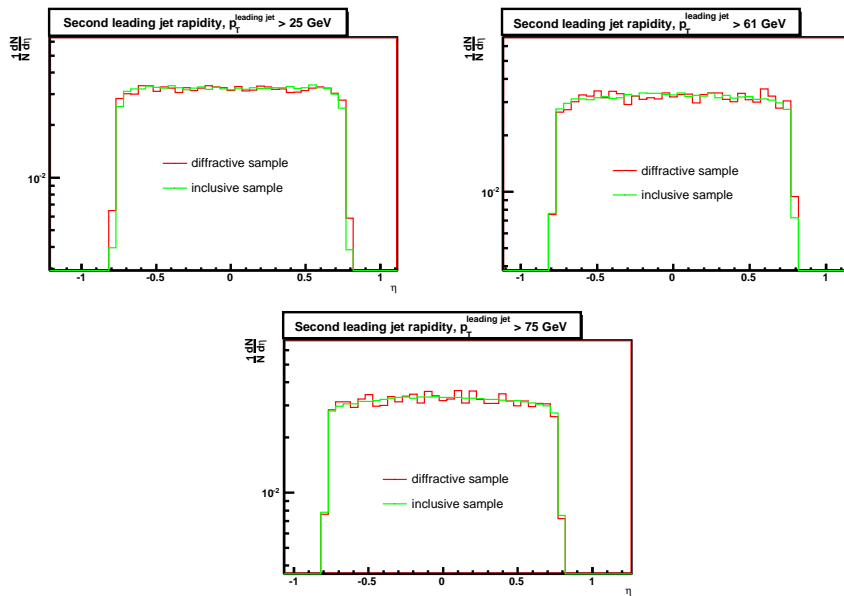 Second leading jet rapidity, p_T^leading jet > 25 GeV
1/N dN/dη
10^-2
diffractive sample
inclusive sample
-1 -0.5 0 0.5 1
η
Second leading jet rapidity, p_T^leading jet > 61 GeV
1/N dN/dη
10^-2
diffractive sample
inclusive sample
-1 -0.5 0 0.5 1
η
Second leading jet rapidity, p_T^leading jet > 75 GeV
1/N dN/dη
10^-2
diffractive sample
inclusive sample
-1 -0.5 0 0.5 1
η